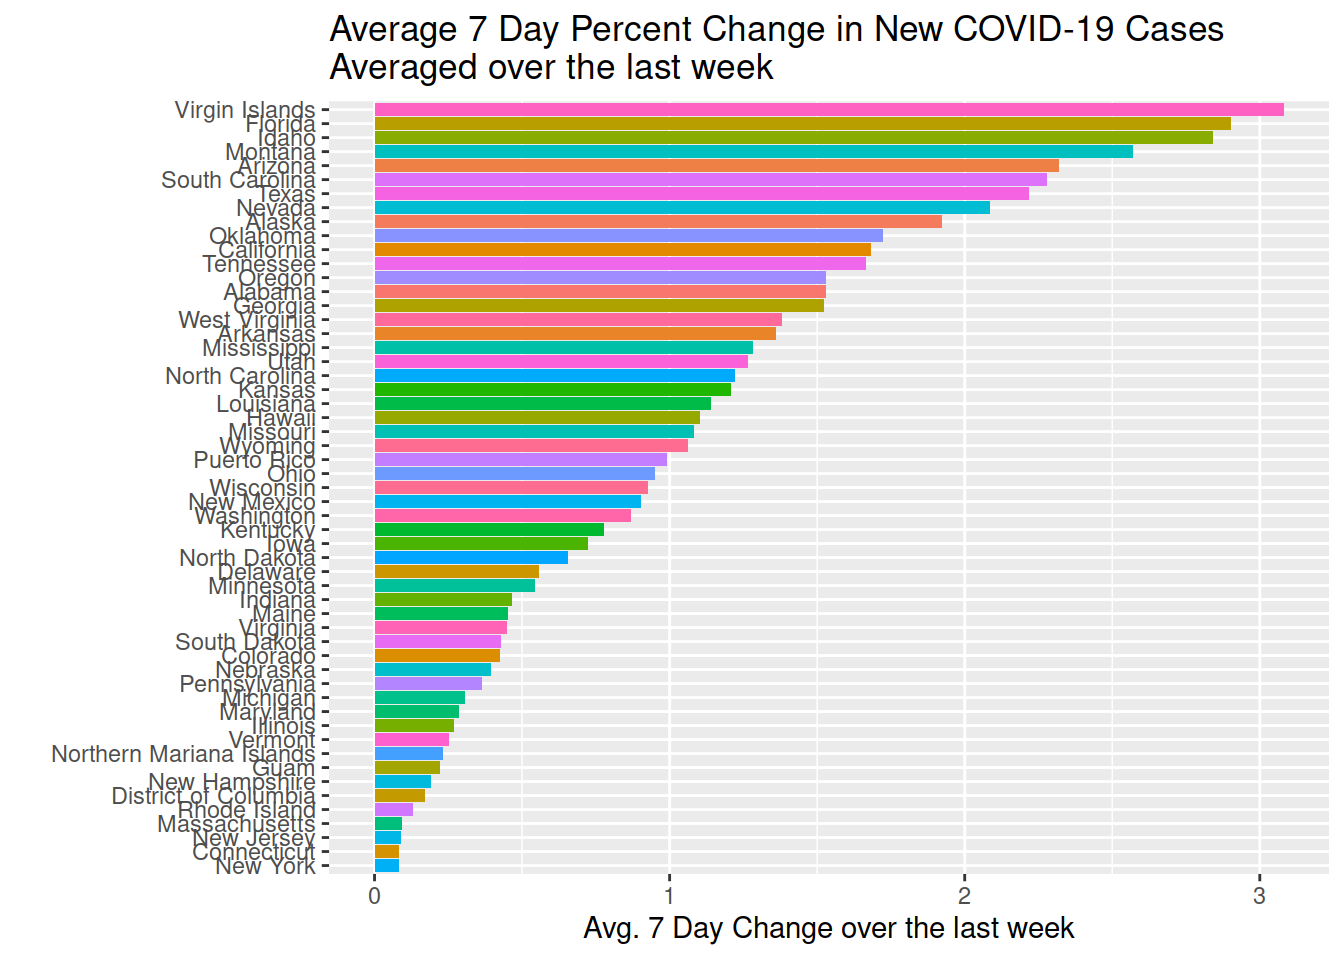 Average 7 Day Percent Change in New COVID-19 Cases
Averaged over the last week
Virgin Islands
Florida
Idaho
Montana
Arizona
South Carolina
Texas
Nevada
Alaska
Oklahoma
California
Tennessee
Oregon
Alabama
Georgia
West Virginia
Arkansas
Mississippi
Utah
North Carolina
Kansas
Louisiana
Hawaii
Missouri
Wyoming
Puerto Rico
Ohio
Wisconsin
New Mexico
Washington
Kentucky
Iowa
North Dakota
Delaware
Minnesota
Indiana
Maine
Virginia
South Dakota
Colorado
Nebraska
Pennsylvania
Michigan
Maryland
Illinois
Vermont
Northern Mariana Islands
Guam
New Hampshire
District of Columbia
Rhode Island
Massachusetts
New Jersey
Connecticut
New York
0 1 2 3
Avg. 7 Day Change over the last week